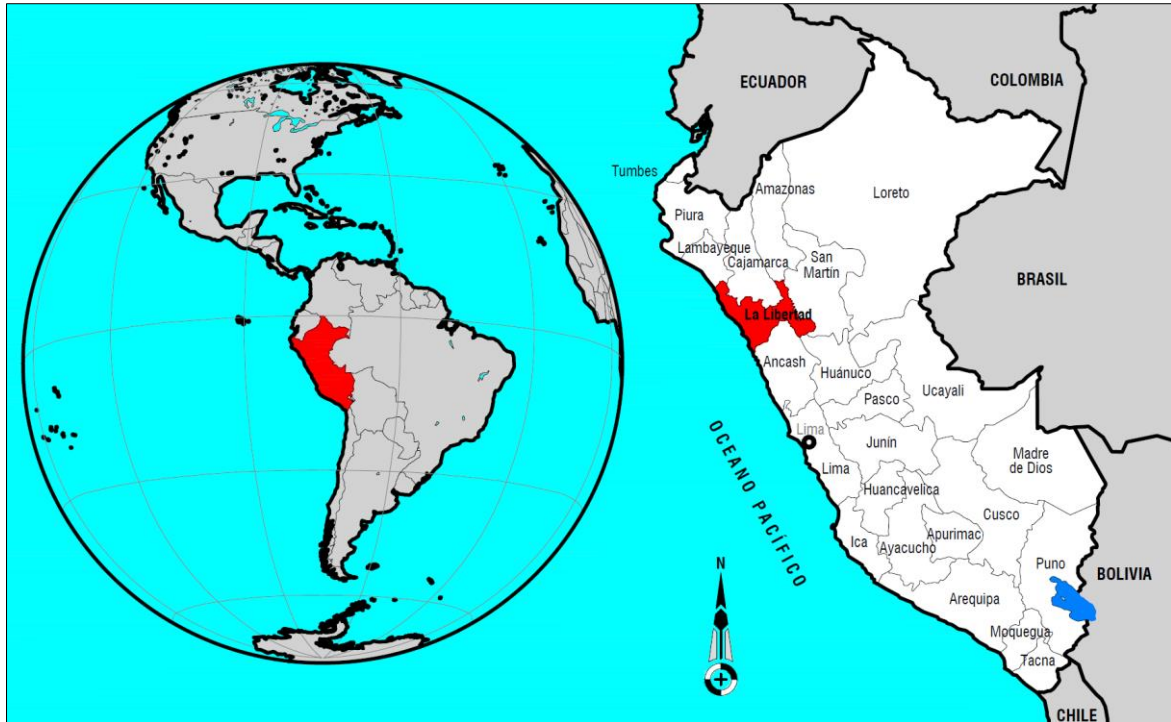 ECUADOR
COLOMBIA
Tumbes
Amazonas
Loreto
Piura
Lambayeque
Cajamarca
San
Martín
BRASIL
La Libertad
Ancash
Huánuco
Ucayali
Pasco
Lima
Junín
Lima
Madre
de Dios
Huancavelica
Cusco
Ica
Ayacucho
Apurimac
OCEANO PACÍFICO
N
Puno
BOLIVIA
Arequipa
Moquegua
Tacna
CHILE